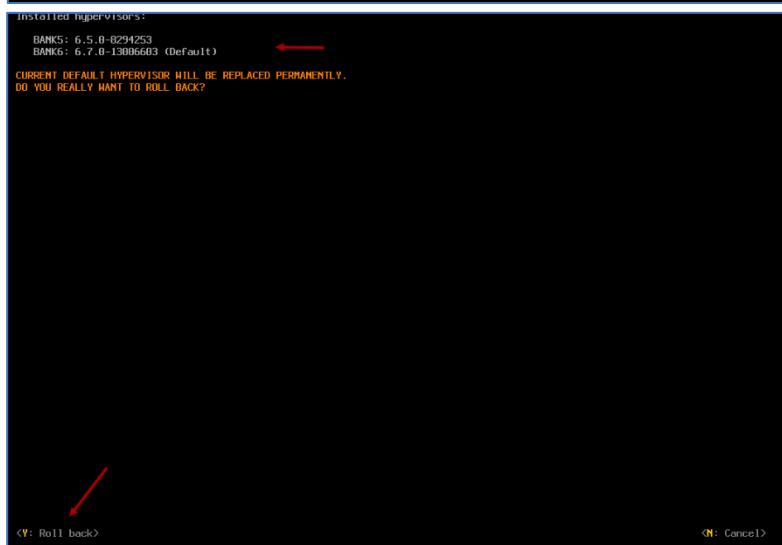 Installed hypervisors:
BANK5: 6.5.0-8294253
BANK6: 6.7.0-13006603 (Default)
CURRENT DEFAULT HYPERVISOR WILL BE REPLACED PERMANENTLY.
DO YOU REALLY WANT TO ROLL BACK?
<Y: Roll back>
<N: Cancel>